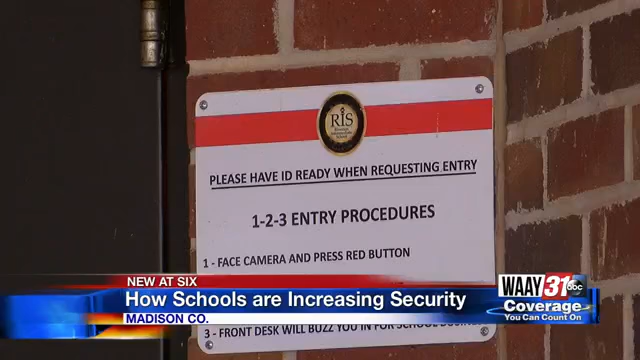 RIS
PLEASE HAVE ID READY WHEN REQUESTING ENTRY
1-2-3 ENTRY PROCEDURES
1 - FACE CAMERA AND PRESS RED BUTTON
NEW AT SIX
How Schools are Increasing Security
MADISON CO.
3 - FRONT DESK WILL BUZZ YOU IN FOR SCHOOL
WAAY 31 abc
Coverage
You Can Count On